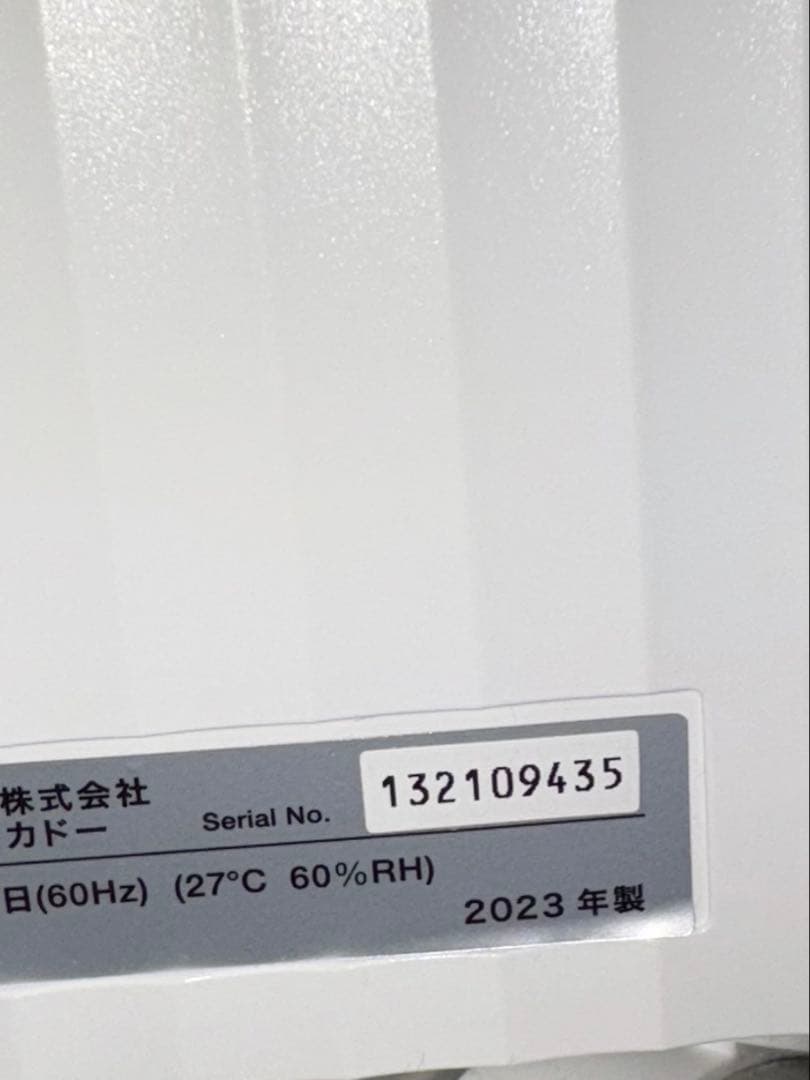 株式会社
カドー
Serial No. 132109435
日(60Hz) (27°C 60%RH)
2023 年製